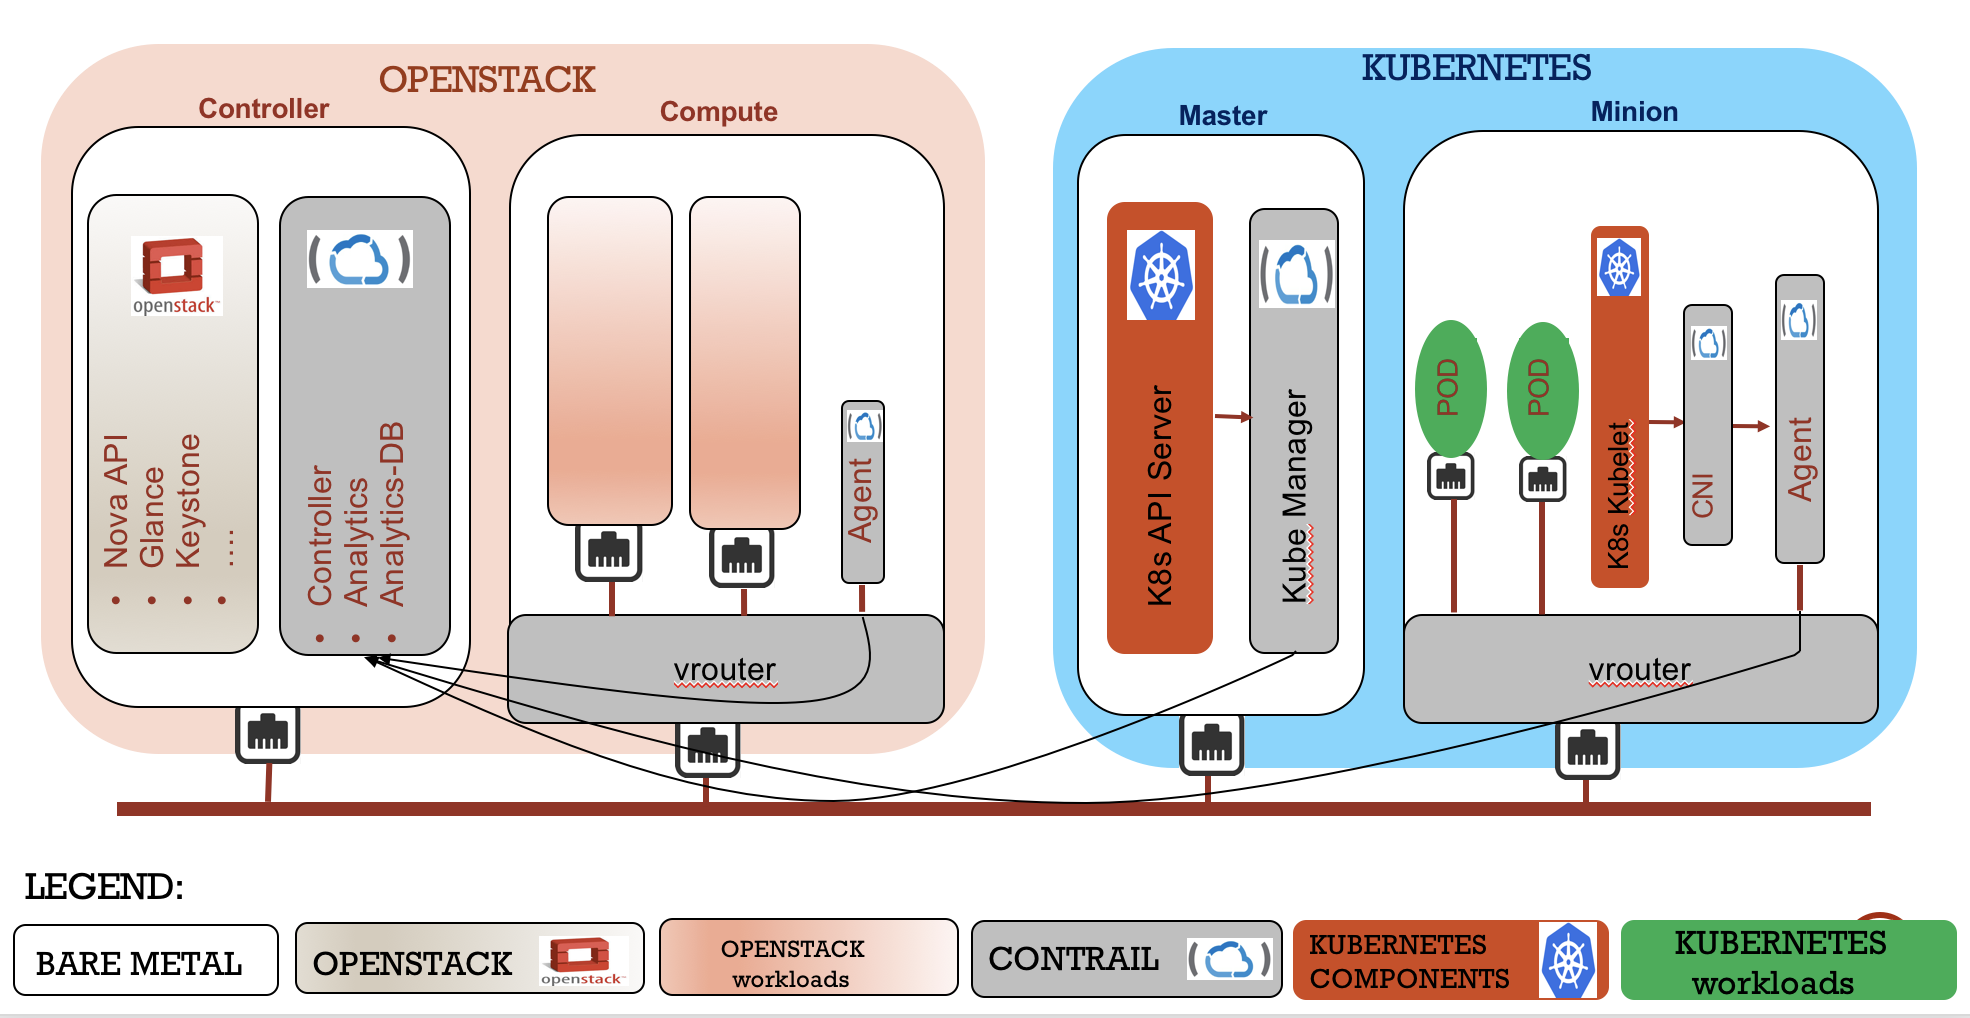 OPENSTACK
Controller
Compute
openstack
• Nova API
• Glance
• Keystone
• ....
• Controller
• Analytics
• Analytics-DB
Agent
vrouter
KUBERNETES
Master
Minion
K8s API Server
Kube Manager
POD
POD
K8s Kubelet
CNI
Agent
vrouter
LEGEND:
BARE METAL
OPENSTACK
openstack
OPENSTACK
workloads
CONTRAIL
KUBERNETES
COMPONENTS
KUBERNETES
workloads